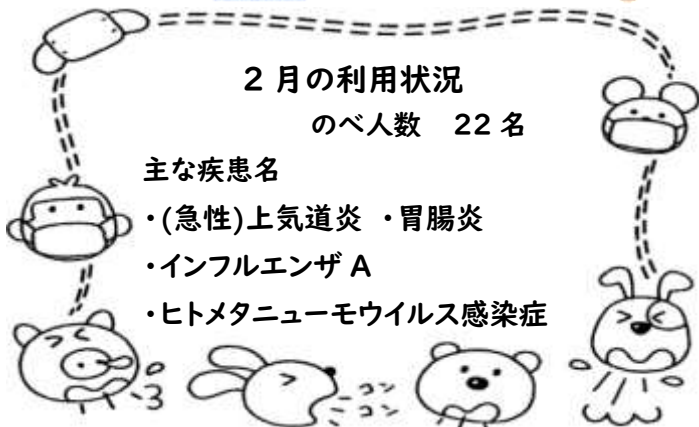 2月の利用状況
のべ人数 22名
主な疾患名
・(急性)上気道炎 ・胃腸炎
・インフルエンザ A
・ヒトメタニューモウイルス感染症
コン
コン